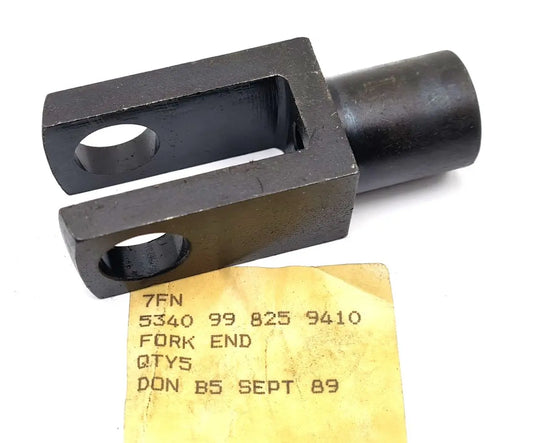 7FN
5340 99 825 9410
FORK END
QTY5
DON B5 SEPT 89